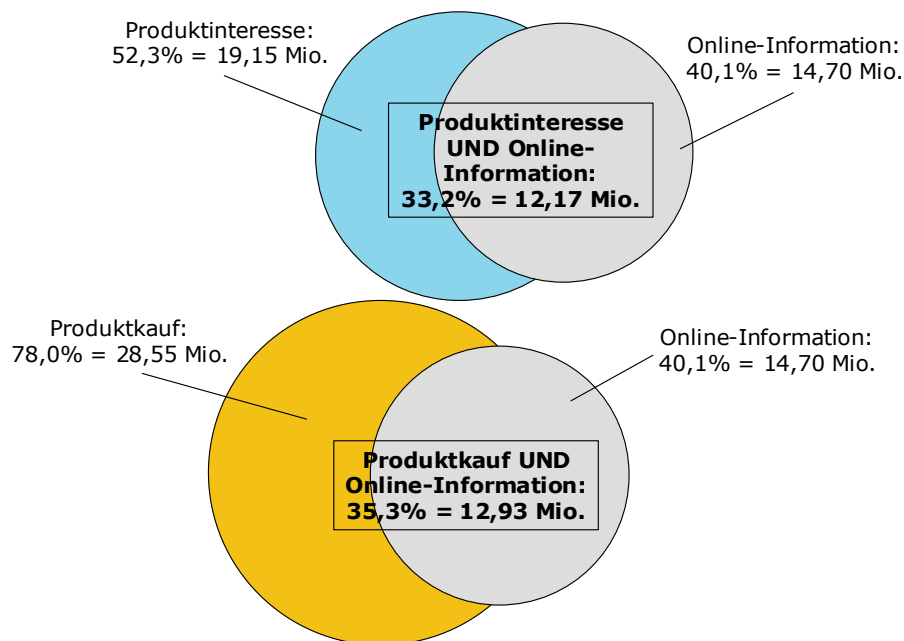 Produktinteresse:
52,3% = 19,15 Mio.
Online-Information:
40,1% = 14,70 Mio.
Produktinteresse
UND Online-
Information:
33,2% = 12,17 Mio.
Produktkauf:
78,0% = 28,55 Mio.
Online-Information:
40,1% = 14,70 Mio.
Produktkauf UND
Online-Information:
35,3% = 12,93 Mio.